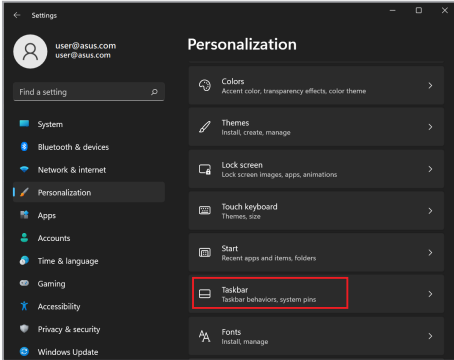 Settings
user@asus.com
user@asus.com
Find a setting
System
Bluetooth & devices
Network & internet
Personalization
Apps
Accounts
Time & language
Gaming
Accessibility
Privacy & security
Windows Update
Personalization
Colors
Accent color, transparency effects, color theme
Themes
Install, create, manage
Lock screen
Lock screen images, apps, animations
Touch keyboard
Themes, size
Start
Recent apps and items, folders
Taskbar
Taskbar behaviors, system pins
Fonts
Install, manage